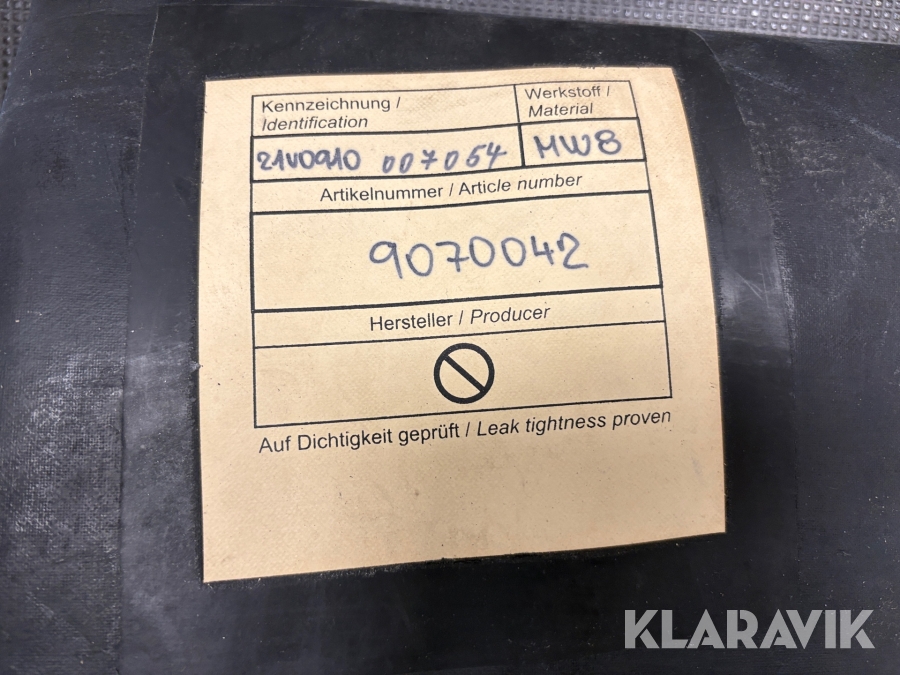 Kennzeichnung / Werkstoff /
Identification Material
21V0910 007054 MW8
Artikelnummer / Article number
9070042
Hersteller / Producer
Auf Dichtigkeit geprüft / Leak tightness proven
KLARAVIK